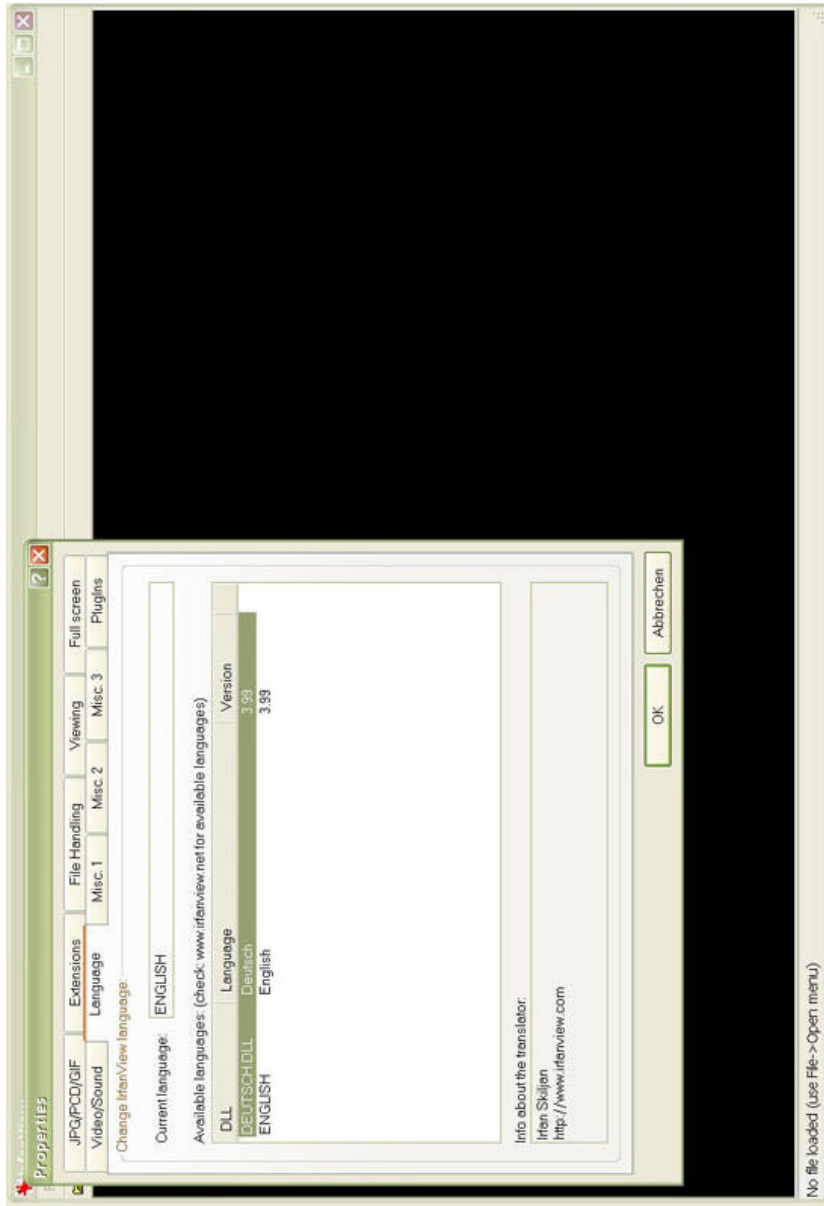 Properties
JPG/PCD/GIF Extensions File Handling Viewing Full screen
Video/Sound Language Misc. 1 Misc. 2 Misc. 3 PlugIns
Change IrfanView language:
Current language: ENGLISH
Available languages: (check: www.irfanview.net for available languages)
DLL Language Version
DEUTSCH.DLL Deutsch 3.99
ENGLISH English 3.99
Info about the translator:
Irfan Skiljan
http://www.irfanview.com
OK Abbrechen
No file loaded (use File->Open menu)